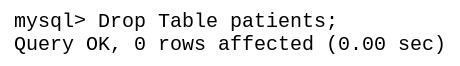 mysql> Drop Table patients;
Query OK, 0 rows affected (0.00 sec)